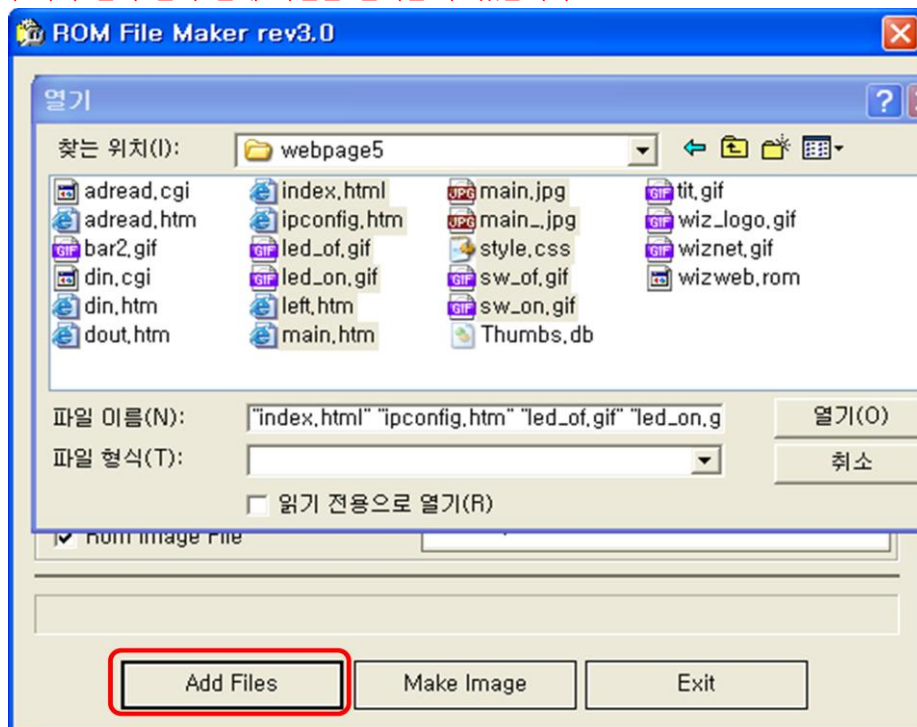 ROM File Maker rev3.0
열기
찾는 위치(I):
webpage5
adread.cgi
adread.htm
bar2.gif
din.cgi
din.htm
dout.htm
index.html
ipconfig.htm
led_of.gif
led_on.gif
left.htm
main.htm
main.jpg
main_.jpg
style.css
sw_of.gif
sw_on.gif
Thumbs.db
tit.gif
wiz_logo.gif
wiznet.gif
wizweb.rom
파일 이름(N):
"index.html" "ipconfig.htm" "led_of.gif" "led_on.g
열기(O)
파일 형식(T):
취소
읽기 전용으로 열기(R)
Rom Image File
Add Files
Make Image
Exit